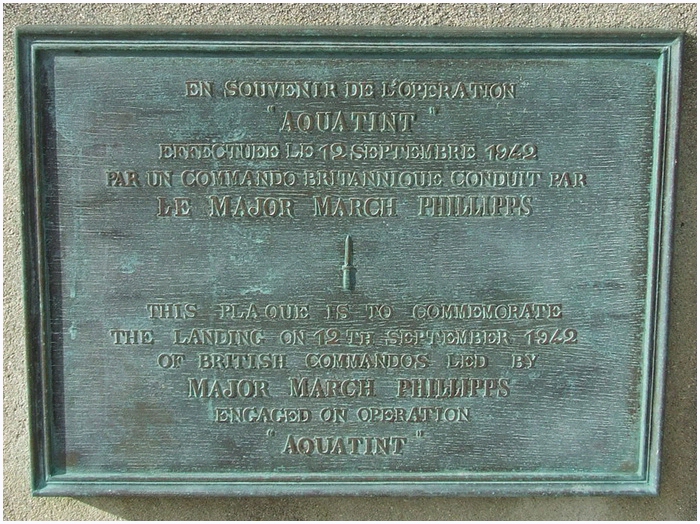 EN SOUVENIR DE L'OPERATION
"AQUATINT"
EFFECTUEE LE 12 SEPTEMBRE 1942
PAR UN COMMANDO BRITANNIQUE CONDUIT PAR
LE MAJOR MARCH PHILLIPPS
THIS PLAQUE IS TO COMMEMORATE
THE LANDING ON 12TH SEPTEMBER 1942
OF BRITISH COMMANDOS LED BY
MAJOR MARCH PHILLIPPS
ENGAGED ON OPERATION
"AQUATINT"